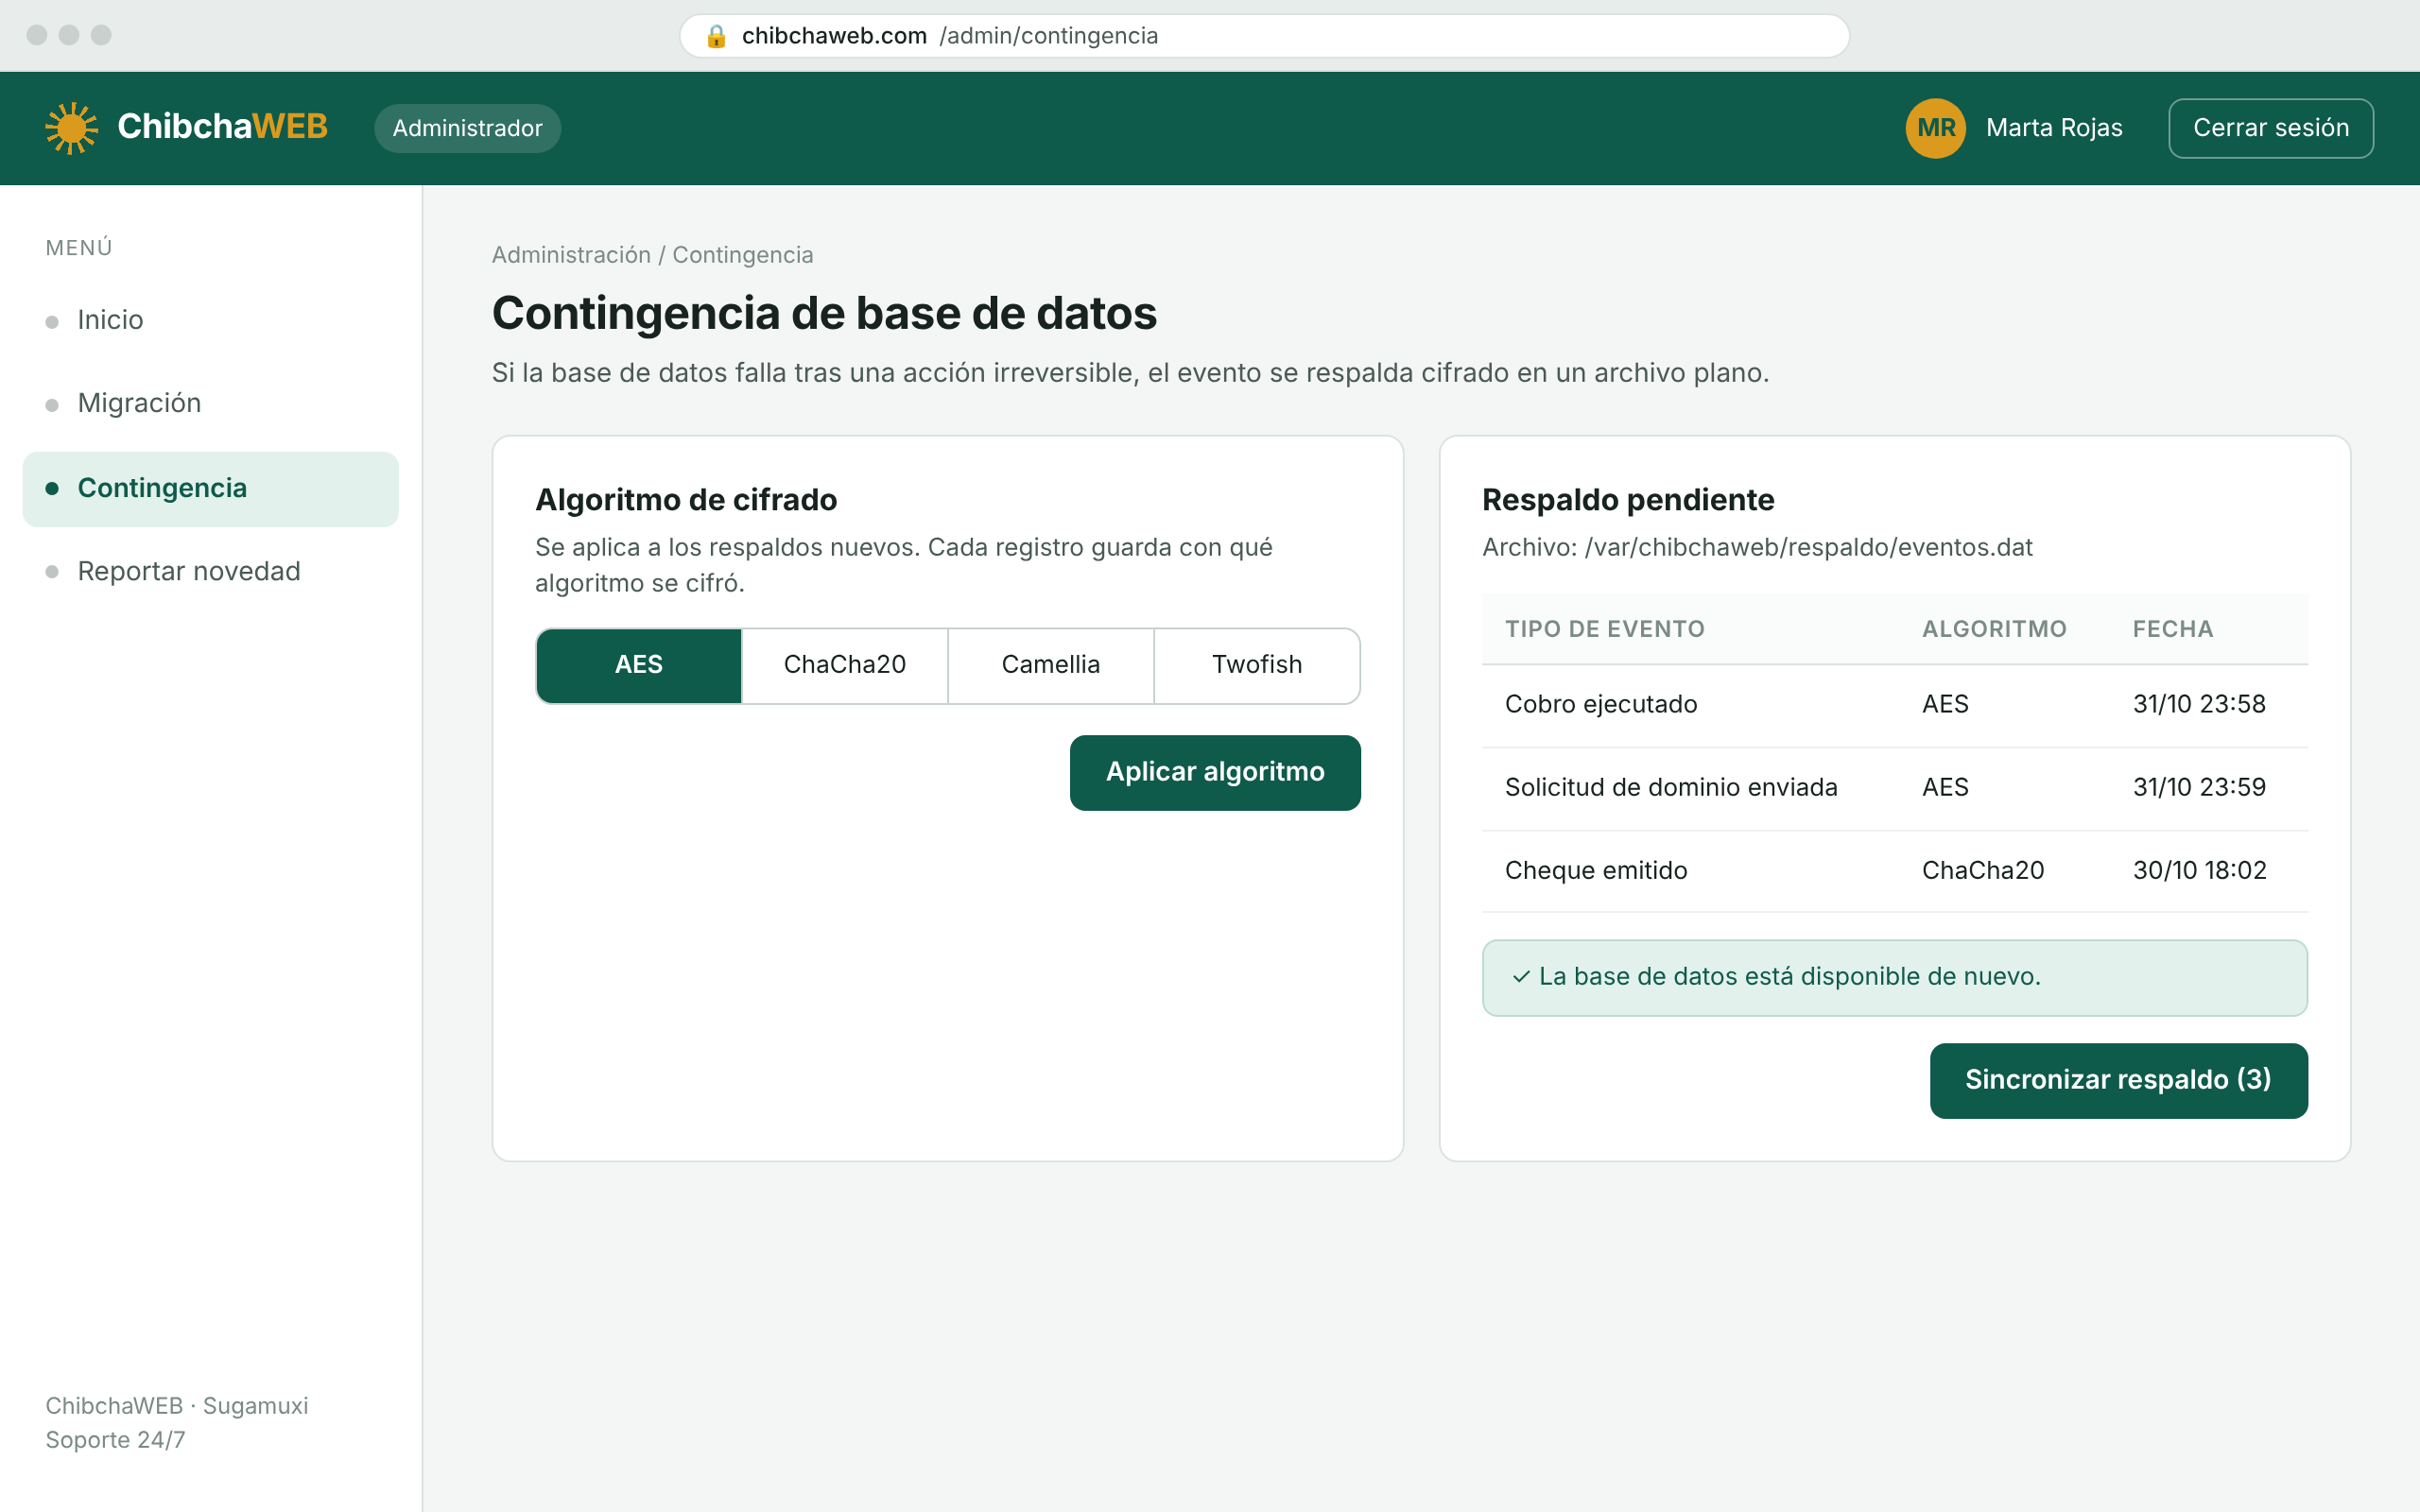 chibchaweb.com /admin/contingencia
ChibchaWEB
Administrador
MR
Marta Rojas
Cerrar sesión
MENÚ
Inicio
Migración
Contingencia
Reportar novedad
ChibchaWEB · Sugamuxi
Soporte 24/7
Administración / Contingencia
Contingencia de base de datos
Si la base de datos falla tras una acción irreversible, el evento se respalda cifrado en un archivo plano.
Algoritmo de cifrado
Se aplica a los respaldos nuevos. Cada registro guarda con qué
algoritmo se cifró.
AES ChaCha20 Camellia Twofish
Aplicar algoritmo
Respaldo pendiente
Archivo: /var/chibchaweb/respaldo/eventos.dat
TIPO DE EVENTO ALGORITMO FECHA
Cobro ejecutado AES 31/10 23:58
Solicitud de dominio enviada AES 31/10 23:59
Cheque emitido ChaCha20 30/10 18:02
✓ La base de datos está disponible de nuevo.
Sincronizar respaldo (3)